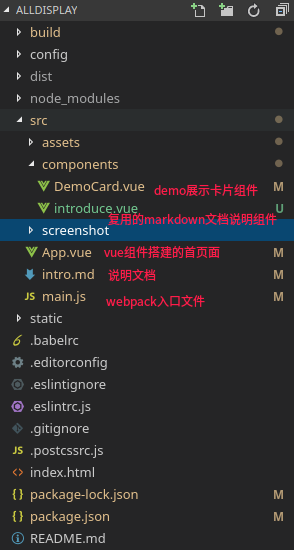 ALLDISPLAY
build
config
dist
node_modules
src
assets
components
DemoCard.vue demo展示卡片组件 M
introduce.vue U
复用的markdown文档说明组件
screenshot
App.vue vue组件搭建的首页面 M
intro.md 说明文档 M
main.js M
webpack入口文件
static
.babelrc
.editorconfig
.eslintignore
.eslintrc.js
.gitignore
.postcssrc.js
index.html
package-lock.json M
package.json M
README.md